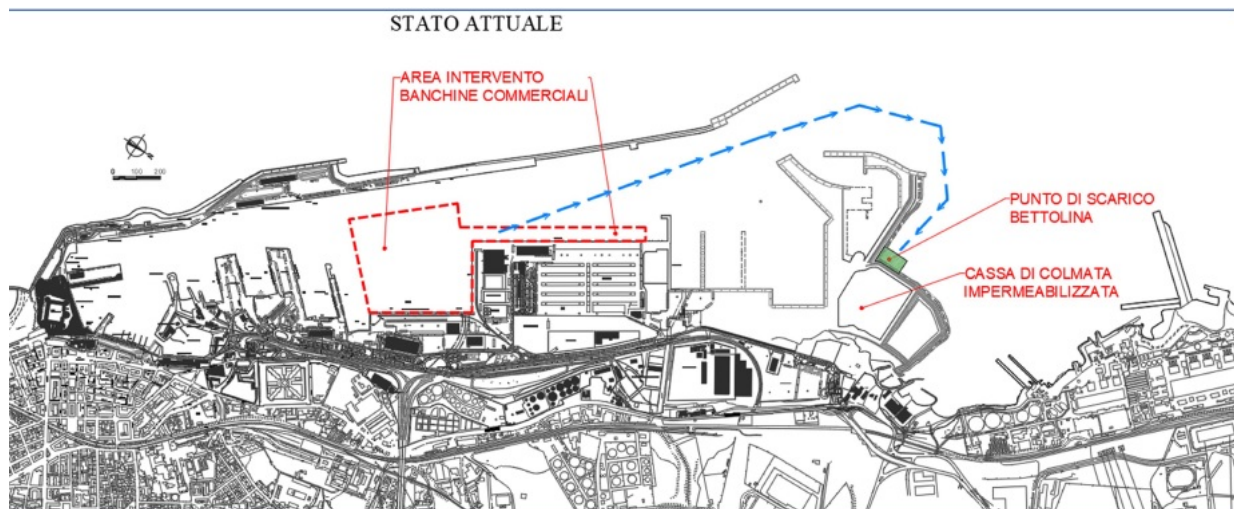 STATO ATTUALE
AREA INTERVENTO
BANCHINE COMMERCIALI
0 100 200
PUNTO DI SCARICO
BETTOLINA
CASSA DI COLMATA
IMPERMEABILIZZATA